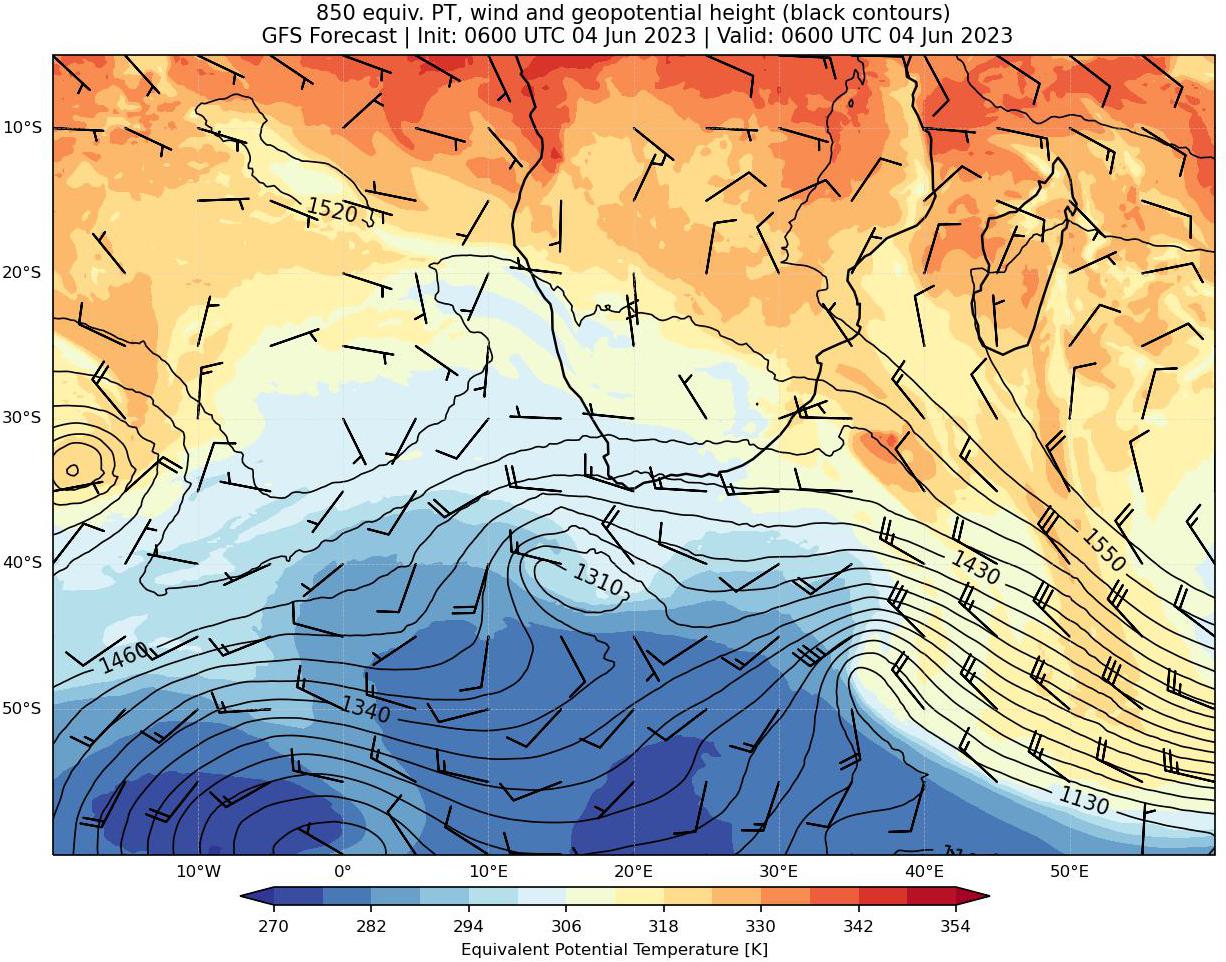 850 equiv. PT, wind and geopotential height (black contours)
GFS Forecast | Init: 0600 UTC 04 Jun 2023 | Valid: 0600 UTC 04 Jun 2023
10°S
1520
20°S
30°S
40°S
1550
1430
1310
1460
50°S
1340
1130
10°W 0° 10°E 20°E 30°E 40°E 50°E
270 282 294 306 318 330 342 354
Equivalent Potential Temperature [K]